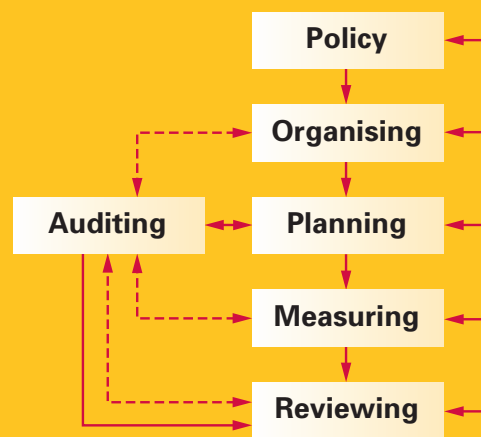 Policy
Organising
Auditing
Planning
Measuring
Reviewing